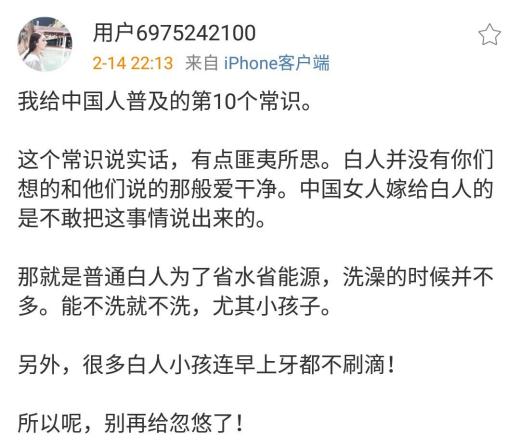 用户6975242100
2-14 22:13 来自 iPhone客户端
我给中国人普及的第10个常识。
这个常识说实话，有点匪夷所思。白人并没有你们
想的和他们说的那般爱干净。中国女人嫁给白人的
是不敢把这事情说出来的。
那就是普通白人为了省水省能源，洗澡的时候并不
多。能不洗就不洗，尤其小孩子。
另外，很多白人小孩连早上牙都不刷滴！
所以呢，别再给忽悠了！